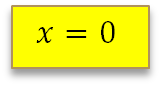 x = 0